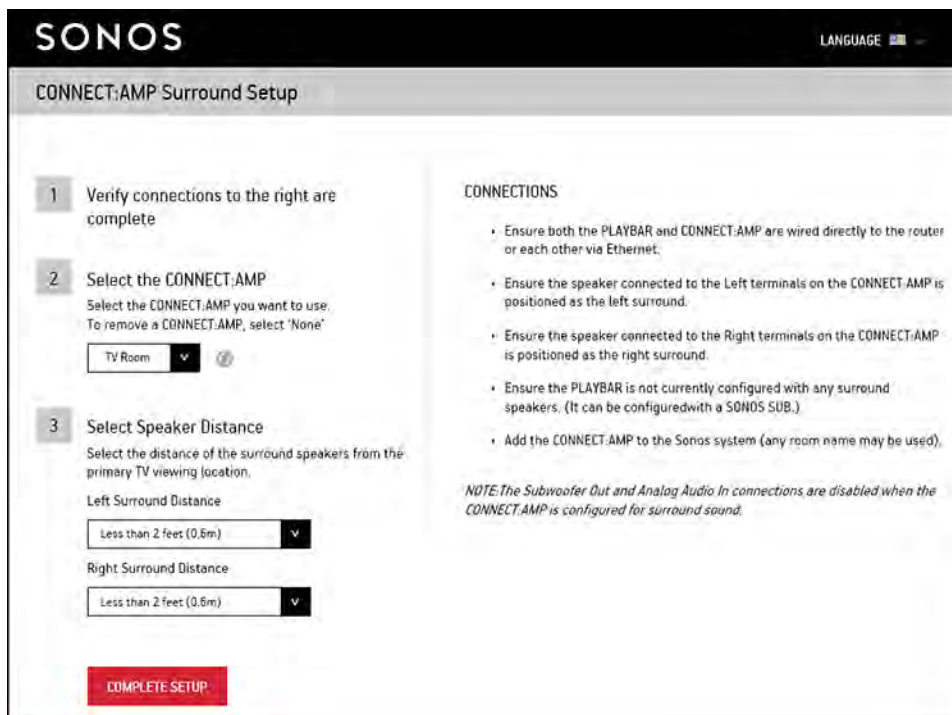 SONOS
LANGUAGE
CONNECT:AMP Surround Setup
1
Verify connections to the right are
complete
2
Select the CONNECT:AMP
Select the CONNECT:AMP you want to use.
To remove a CONNECT:AMP, select 'None'
TV Room
3
Select Speaker Distance
Select the distance of the surround speakers from the
primary TV viewing location.
Left Surround Distance
Less than 2 feet (0.6m)
Right Surround Distance
Less than 2 feet (0.6m)
COMPLETE SETUP
CONNECTIONS
• Ensure both the PLAYBAR and CONNECT:AMP are wired directly to the router
or each other via Ethernet.
• Ensure the speaker connected to the Left terminals on the CONNECT:AMP is
positioned as the left surround.
• Ensure the speaker connected to the Right terminals on the CONNECT:AMP
is positioned as the right surround.
• Ensure the PLAYBAR is not currently configured with any surround
speakers. (It can be configuredwith a SONOS SUB.)
• Add the CONNECT:AMP to the Sonos system (any room name may be used).
NOTE:The Subwoofer Out and Analog Audio In connections are disabled when the
CONNECT:AMP is configured for surround sound.